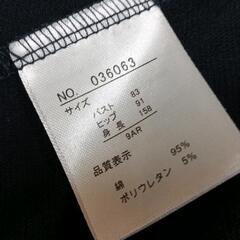 NO. 036063
サイズ
バスト 83
ヒップ 91
身長 158
9AR
品質表示
綿 95%
ポリウレタン 5%